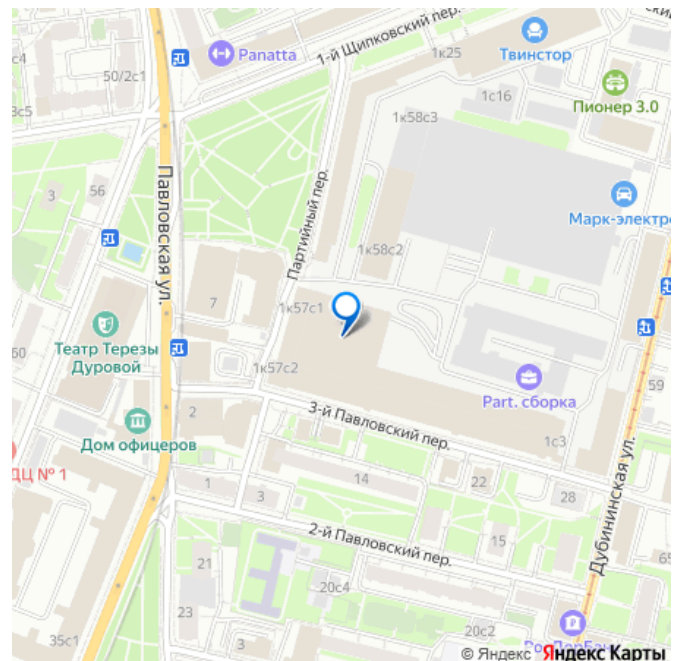 50/2с1
Panatta
1-й Щипковский пер.
1к25
Твинстор
1с16
Пионер 3.0
1к58с3
3
56
Павловская ул.
Партийный пер.
Марк-электро
1к58с2
7
1к57с1
Театр Терезы
Дуровой
50
1к57с2
Part. сборка
59
2
3-й Павловский пер.
1с3
Дом офицеров
ДЦ № 1
1
3
14
22
28
Дубининская ул.
2-й Павловский пер.
15
21
20с4
23
3
20с2
35с1
© Яндекс Яндекс Карты